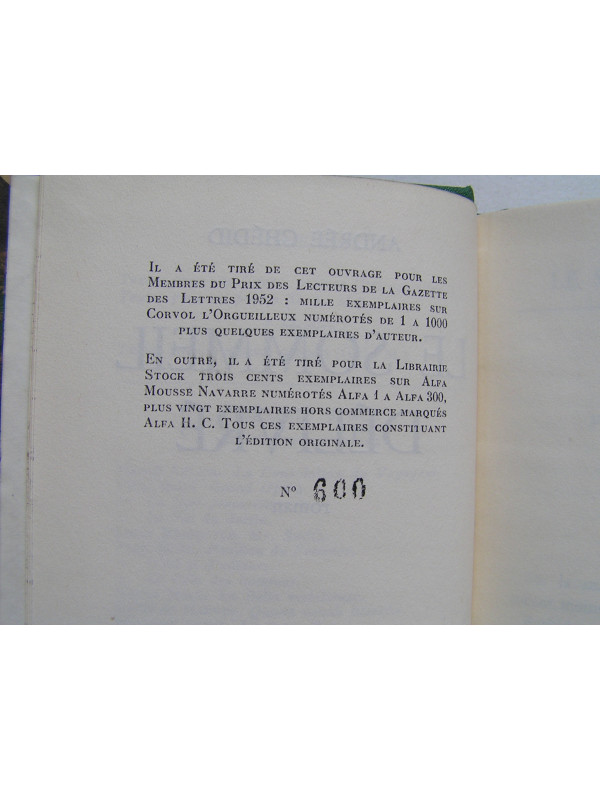 Il a été tiré de cet ouvrage pour les
Membres du Prix des Lecteurs de la Gazette
des Lettres 1952 : mille exemplaires sur
Corvol l'Orgueilleux numérotés de 1 a 1000
plus quelques exemplaires d'auteur.
En outre, il a été tiré pour la Librairie
Stock trois cents exemplaires sur Alfa
Mousse Navarre numérotés Alfa 1 a Alfa 300,
plus vingt exemplaires hors commerce marqués
Alfa H. C. Tous ces exemplaires constituant
l'édition originale.
N° 600